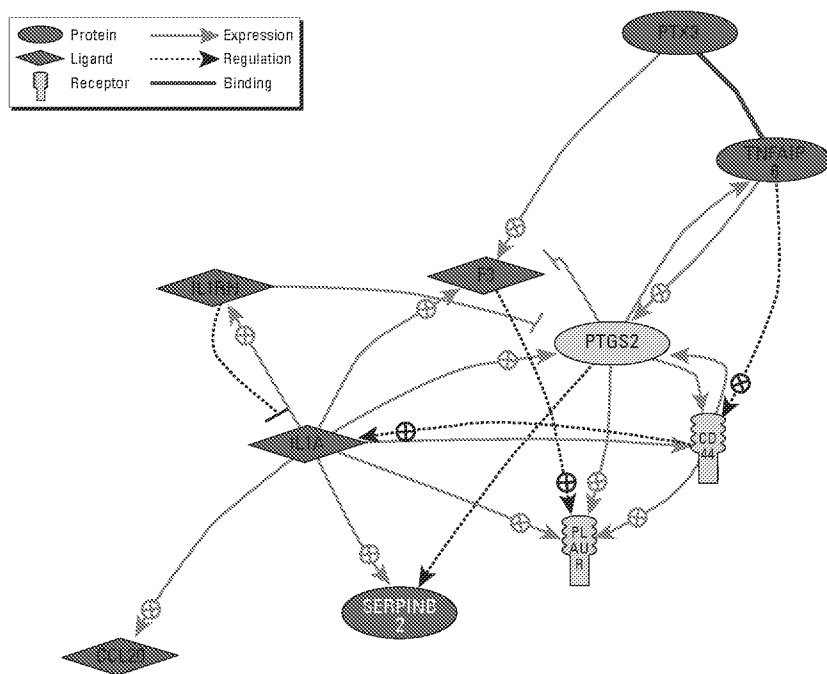 Protein
Expression
Ligand
Regulation
Receptor
Binding
PTX3
TNFAIP
6
IL1RN
F3
PTGS2
IL1A
CD
44
PL
AU
R
SERPINB
2
CCL20